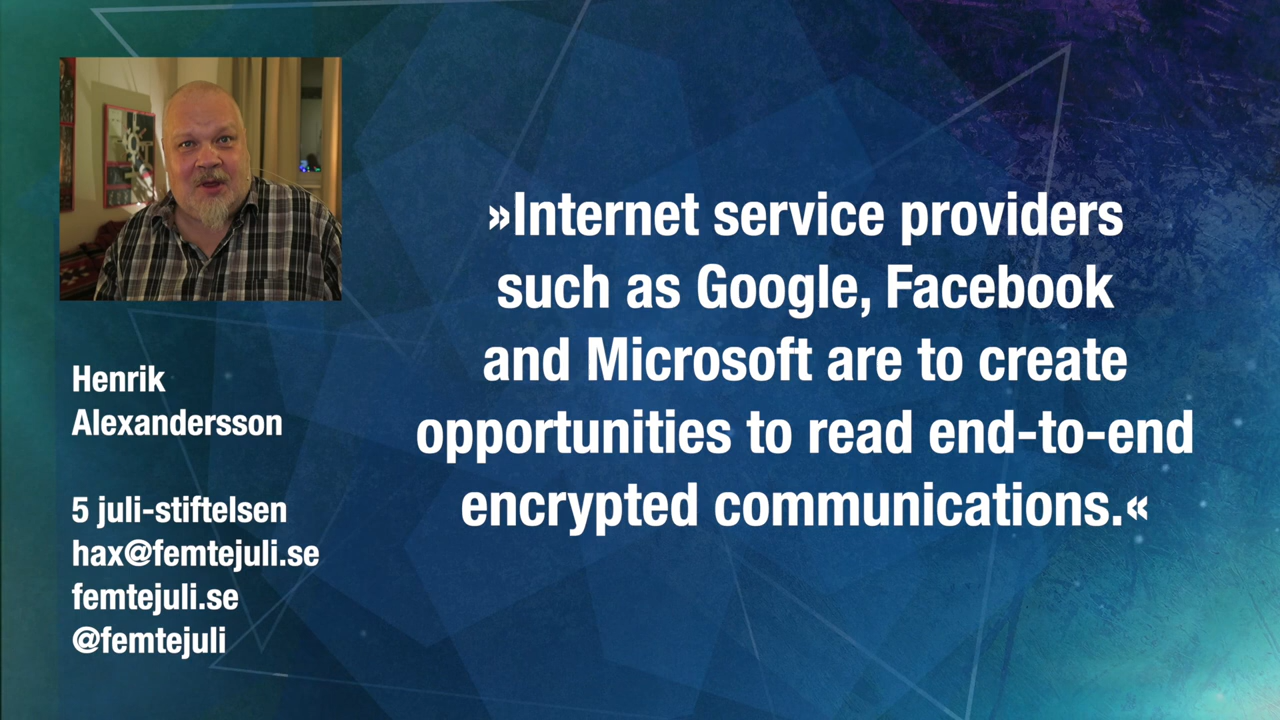 Henrik
Alexandersson
5 juli-stiftelsen
hax@femtejuli.se
femtejuli.se
@femtejuli
»Internet service providers
such as Google, Facebook
and Microsoft are to create
opportunities to read end-to-end
encrypted communications.«